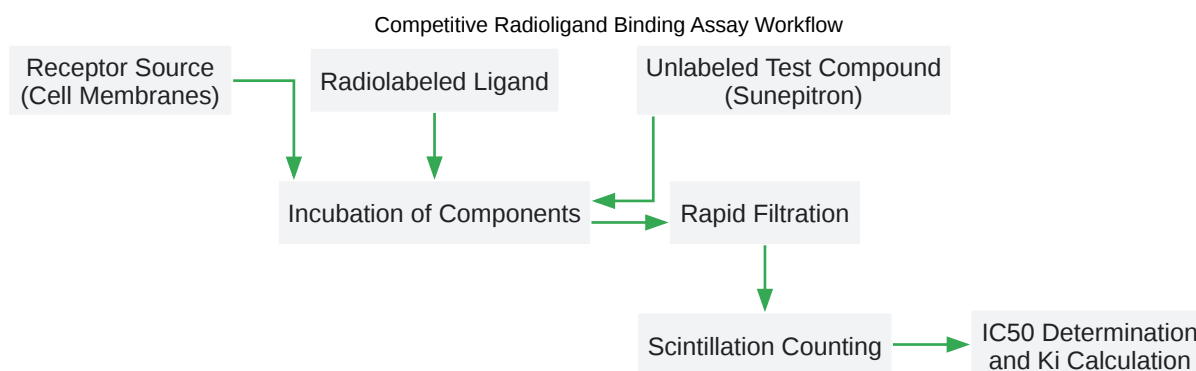 Competitive Radioligand Binding Assay Workflow
Receptor Source
(Cell Membranes)
Radiolabeled Ligand
Unlabeled Test Compound
(Sunepitron)
Incubation of Components
Rapid Filtration
Scintillation Counting
IC50 Determination
and Ki Calculation